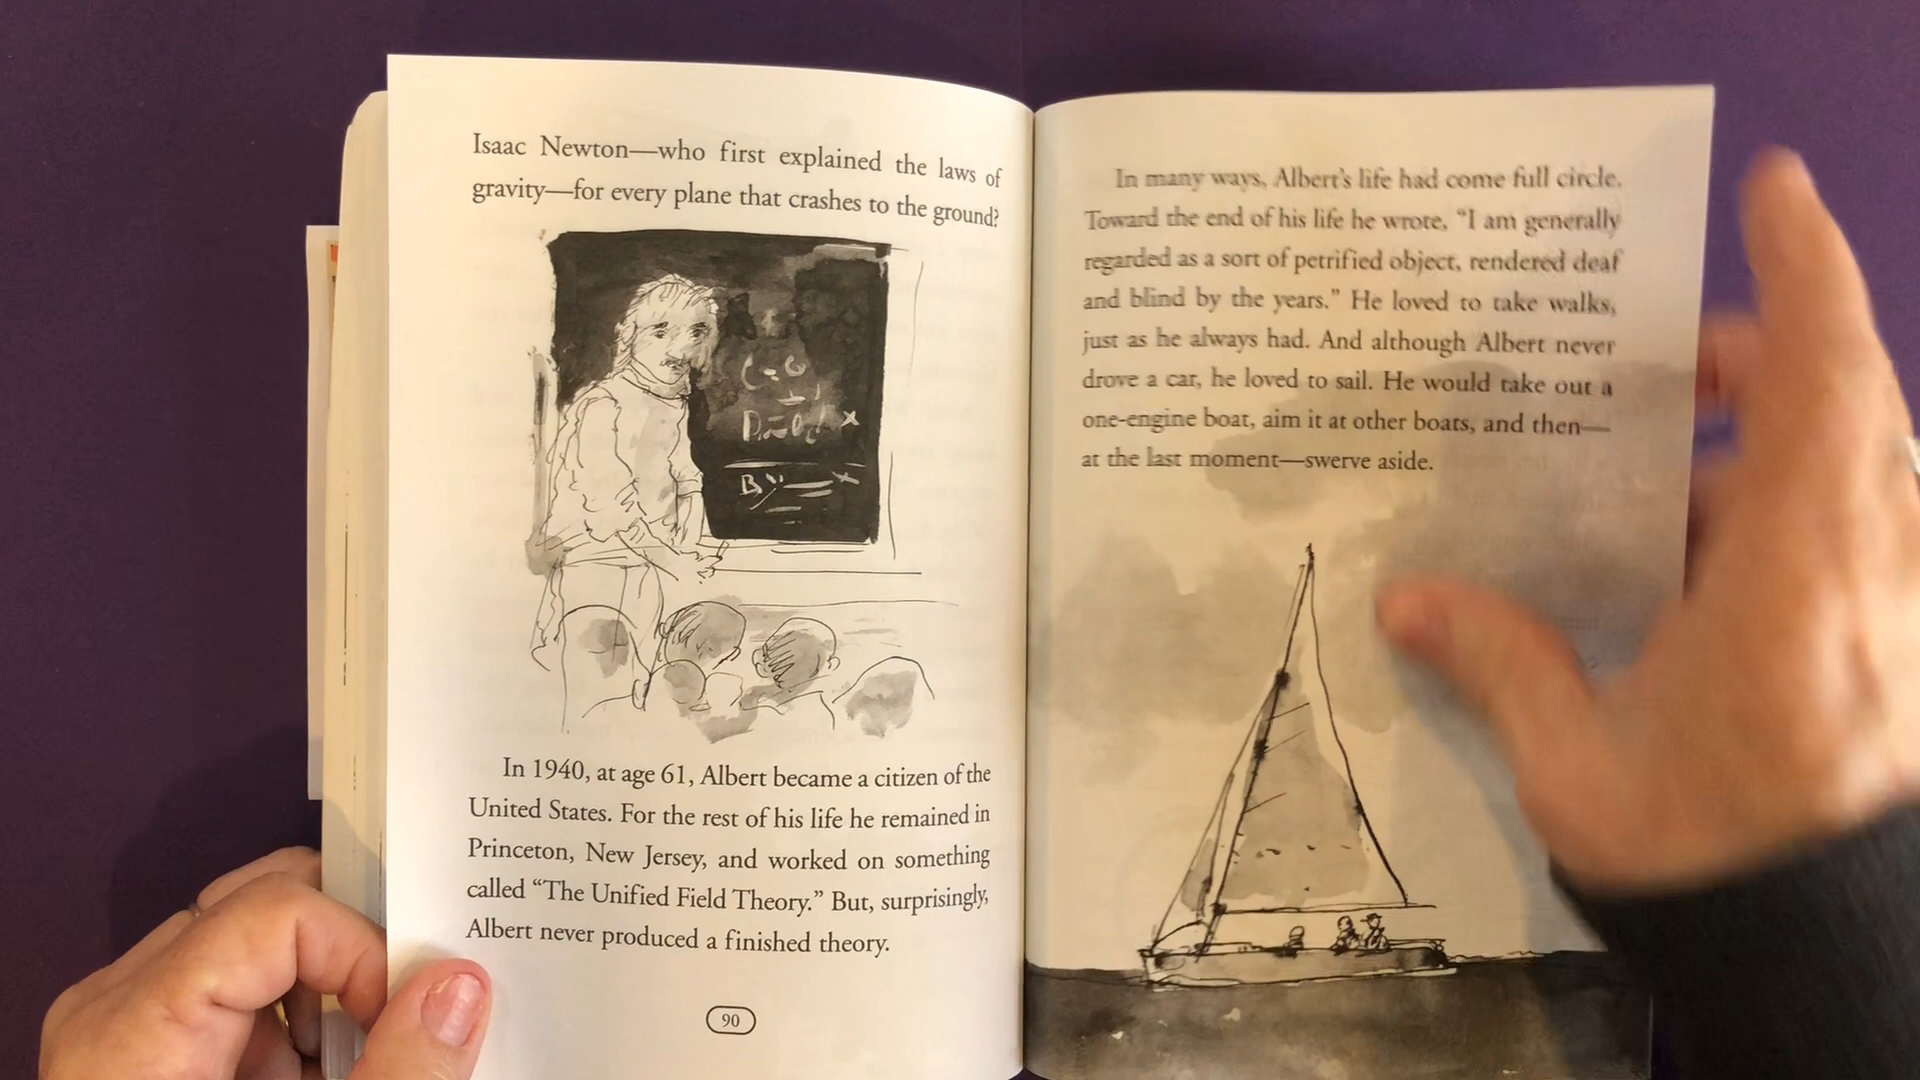 Isaac Newton—who first explained the laws of
gravity—for every plane that crashes to the ground?
In 1940, at age 61, Albert became a citizen of the
United States. For the rest of his life he remained in
Princeton, New Jersey, and worked on something
called “The Unified Field Theory.” But, surprisingly,
Albert never produced a finished theory.
90
In many ways, Albert’s life had come full circle.
Toward the end of his life he wrote, “I am generally
regarded as a sort of petrified object, rendered deaf
and blind by the years.” He loved to take walks,
just as he always had. And although Albert never
drove a car, he loved to sail. He would take out a
one-engine boat, aim it at other boats, and then—
at the last moment—swerve aside.